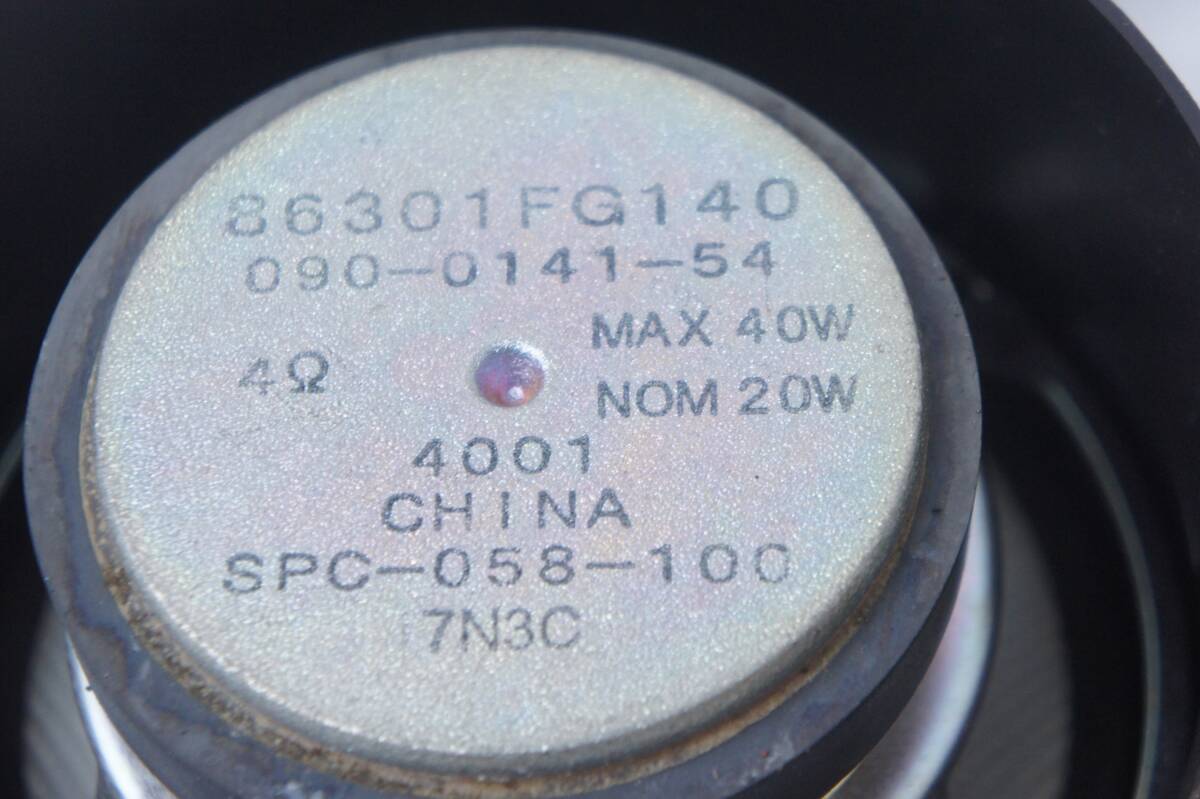 86301FG140
090-0141-54
MAX 40W
4Ω
NOM 20W
4001
CHINA
SPC-058-100
7N3C